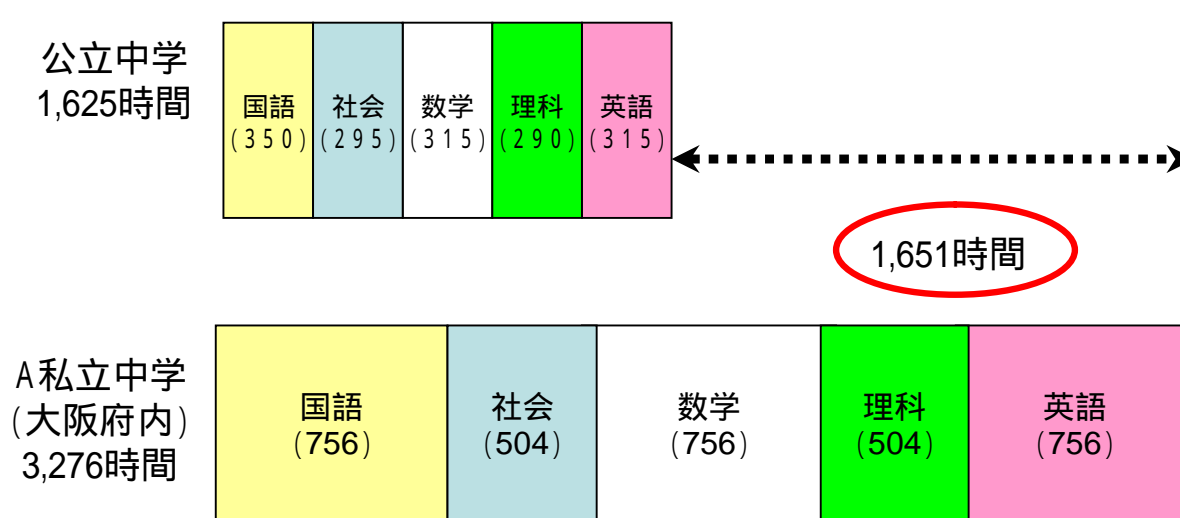 公立中学
1,625時間
国語
(350)
社会
(295)
数学
(315)
理科
(290)
英語
(315)
1,651時間
A私立中学
(大阪府内)
3,276時間
国語
(756)
社会
(504)
数学
(756)
理科
(504)
英語
(756)